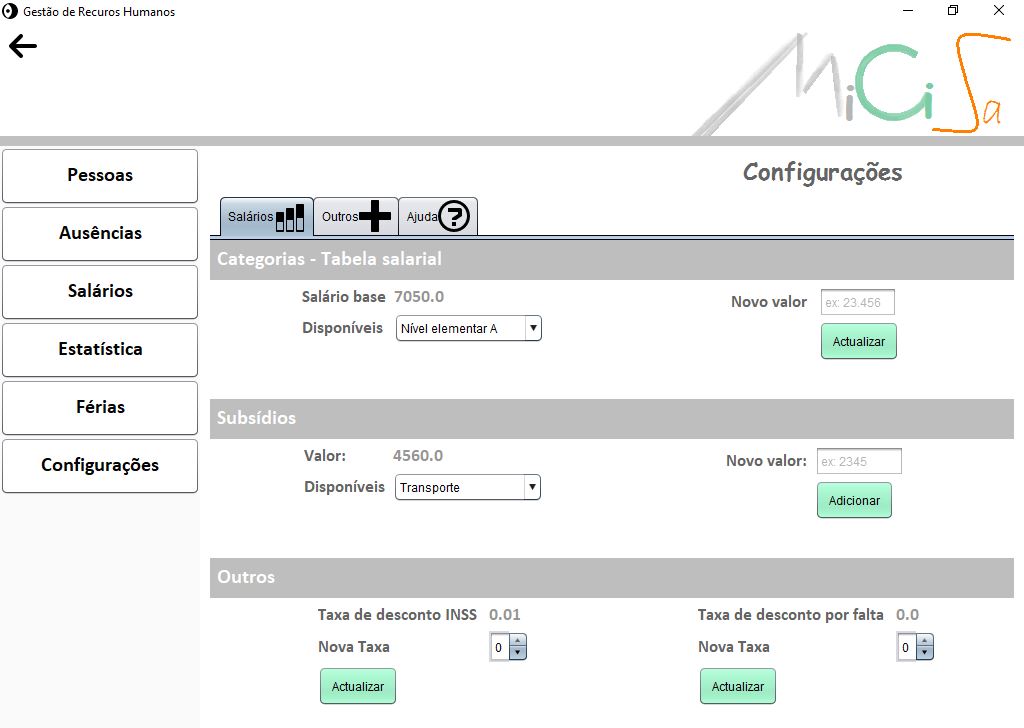 Gestão de Recuros Humanos
MiCiSa
Pessoas
Ausências
Salários
Estatística
Férias
Configurações
Configurações
Salários Outros Ajuda
Categorias - Tabela salarial
Salário base 7050.0 Novo valor ex: 23.456
Disponíveis Nível elementar A Actualizar
Subsídios
Valor: 4560.0 Novo valor: ex: 2345
Disponíveis Transporte Adicionar
Outros
Taxa de desconto INSS 0.01 Taxa de desconto por falta 0.0
Nova Taxa 0 Nova Taxa 0
Actualizar Actualizar